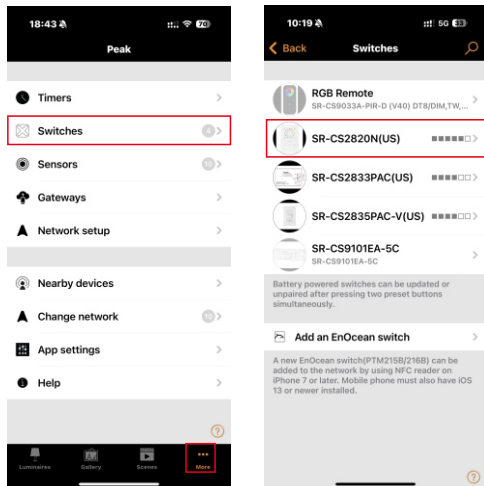 18:43
70
Peak
Timers
Switches
4
Sensors
10
Gateways
Network setup
Nearby devices
Change network
10
App settings
Help
?
Luminaires
Gallery
Scenes
More
10:19
5G 33
Back
Switches
RGB Remote
SR-CS9033A-PIR-D (V40) DT8/DIM,TW,...
SR-CS2820N(US)
SR-CS2833PAC(US)
SR-CS2835PAC-V(US)
SR-CS9101EA-5C
SR-CS9101EA-5C
Battery powered switches can be updated or
unpaired after pressing two preset buttons
simultaneously.
Add an EnOcean switch
A new EnOcean switch(PTM215B/216B) can be
added to the network by using NFC reader on
iPhone 7 or later. Mobile phone must also have iOS
13 or newer installed.
?